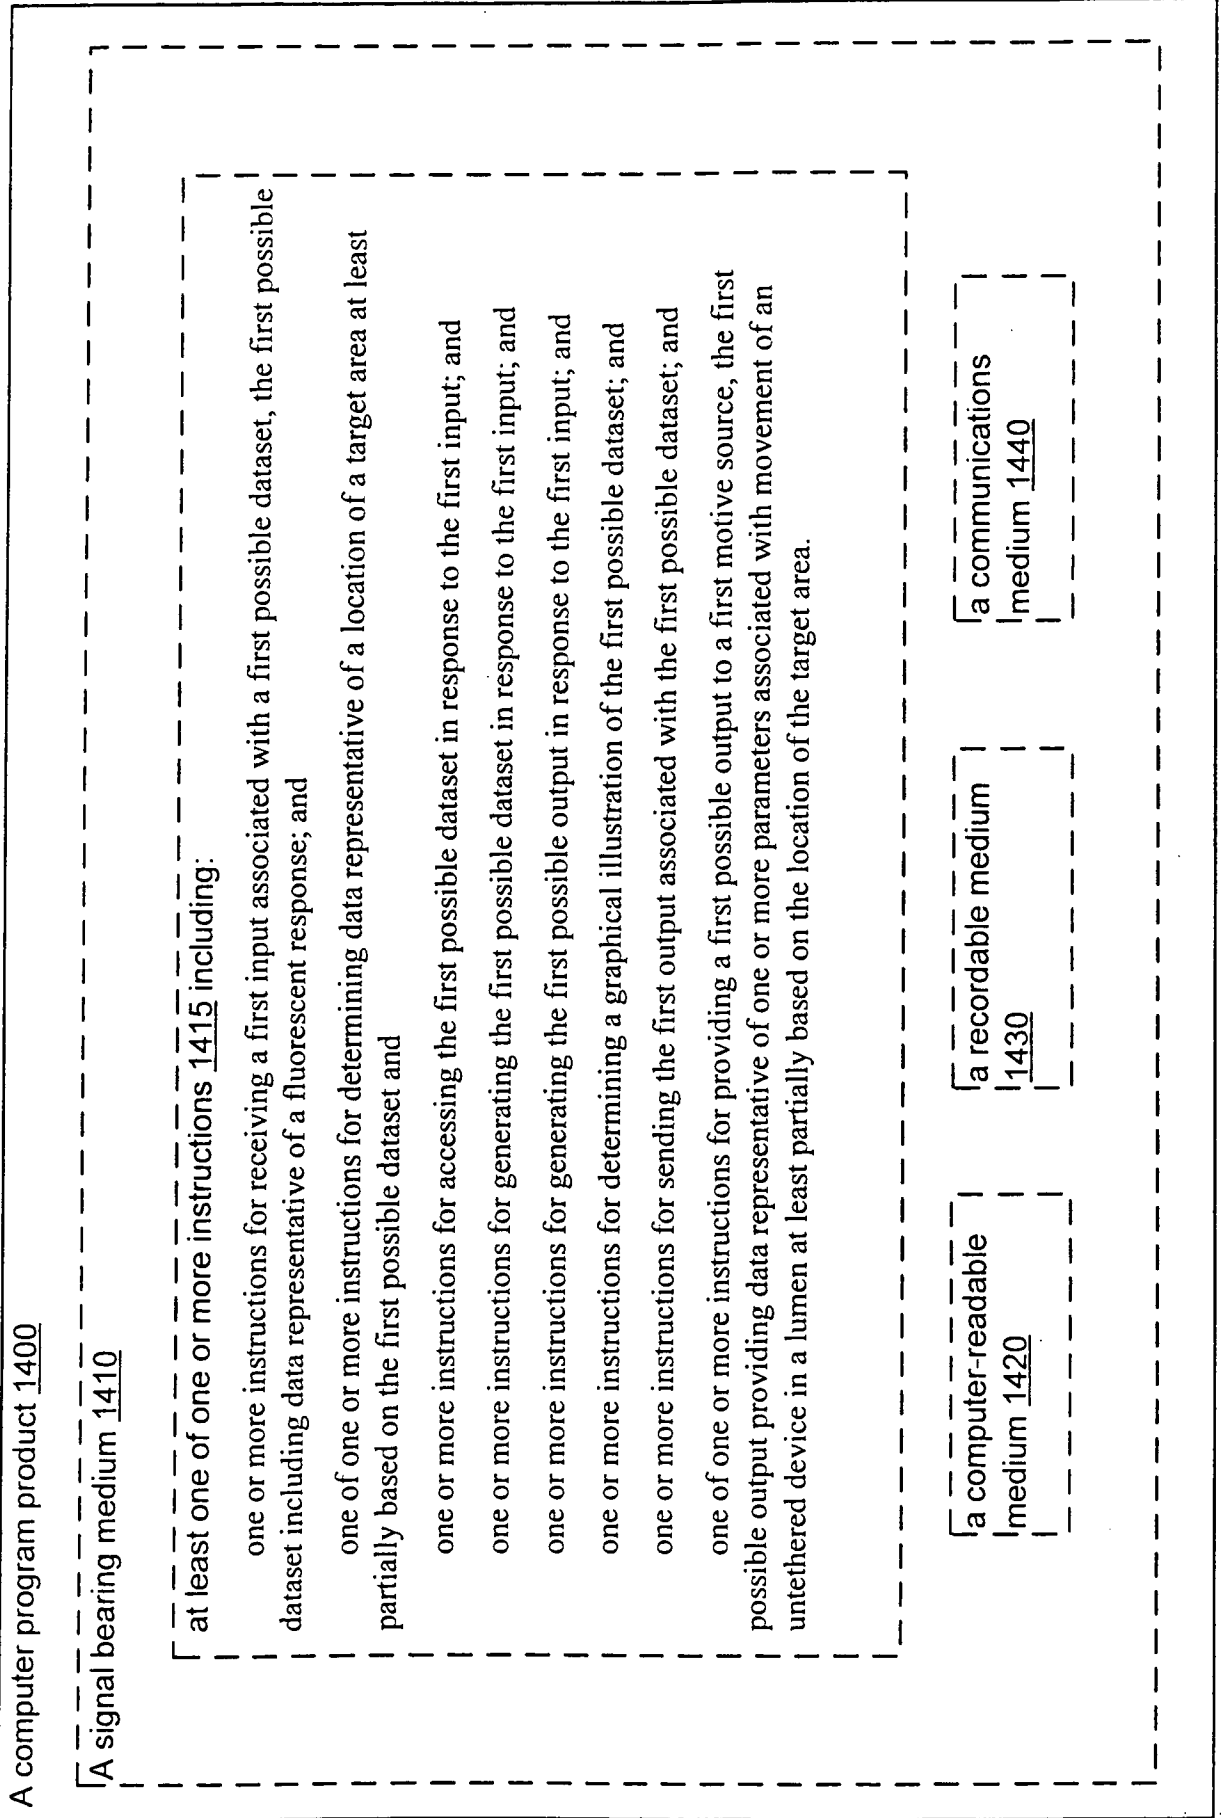 A computer program product 1400
A signal bearing medium 1410
at least one of one or more instructions 1415 including:
one or more instructions for receiving a first input associated with a first possible dataset, the first possible
dataset including data representative of a fluorescent response; and
one of one or more instructions for determining data representative of a location of a target area at least
partially based on the first possible dataset and
one or more instructions for accessing the first possible dataset in response to the first input; and
one or more instructions for generating the first possible dataset in response to the first input; and
one or more instructions for generating the first possible output in response to the first input; and
one or more instructions for determining a graphical illustration of the first possible dataset; and
one or more instructions for sending the first output associated with the first possible dataset; and
one of one or more instructions for providing a first possible output to a first motive source, the first
possible output providing data representative of one or more parameters associated with movement of an
untethered device in a lumen at least partially based on the location of the target area.
a computer-readable
medium 1420
a recordable medium
1430
a communications
medium 1440